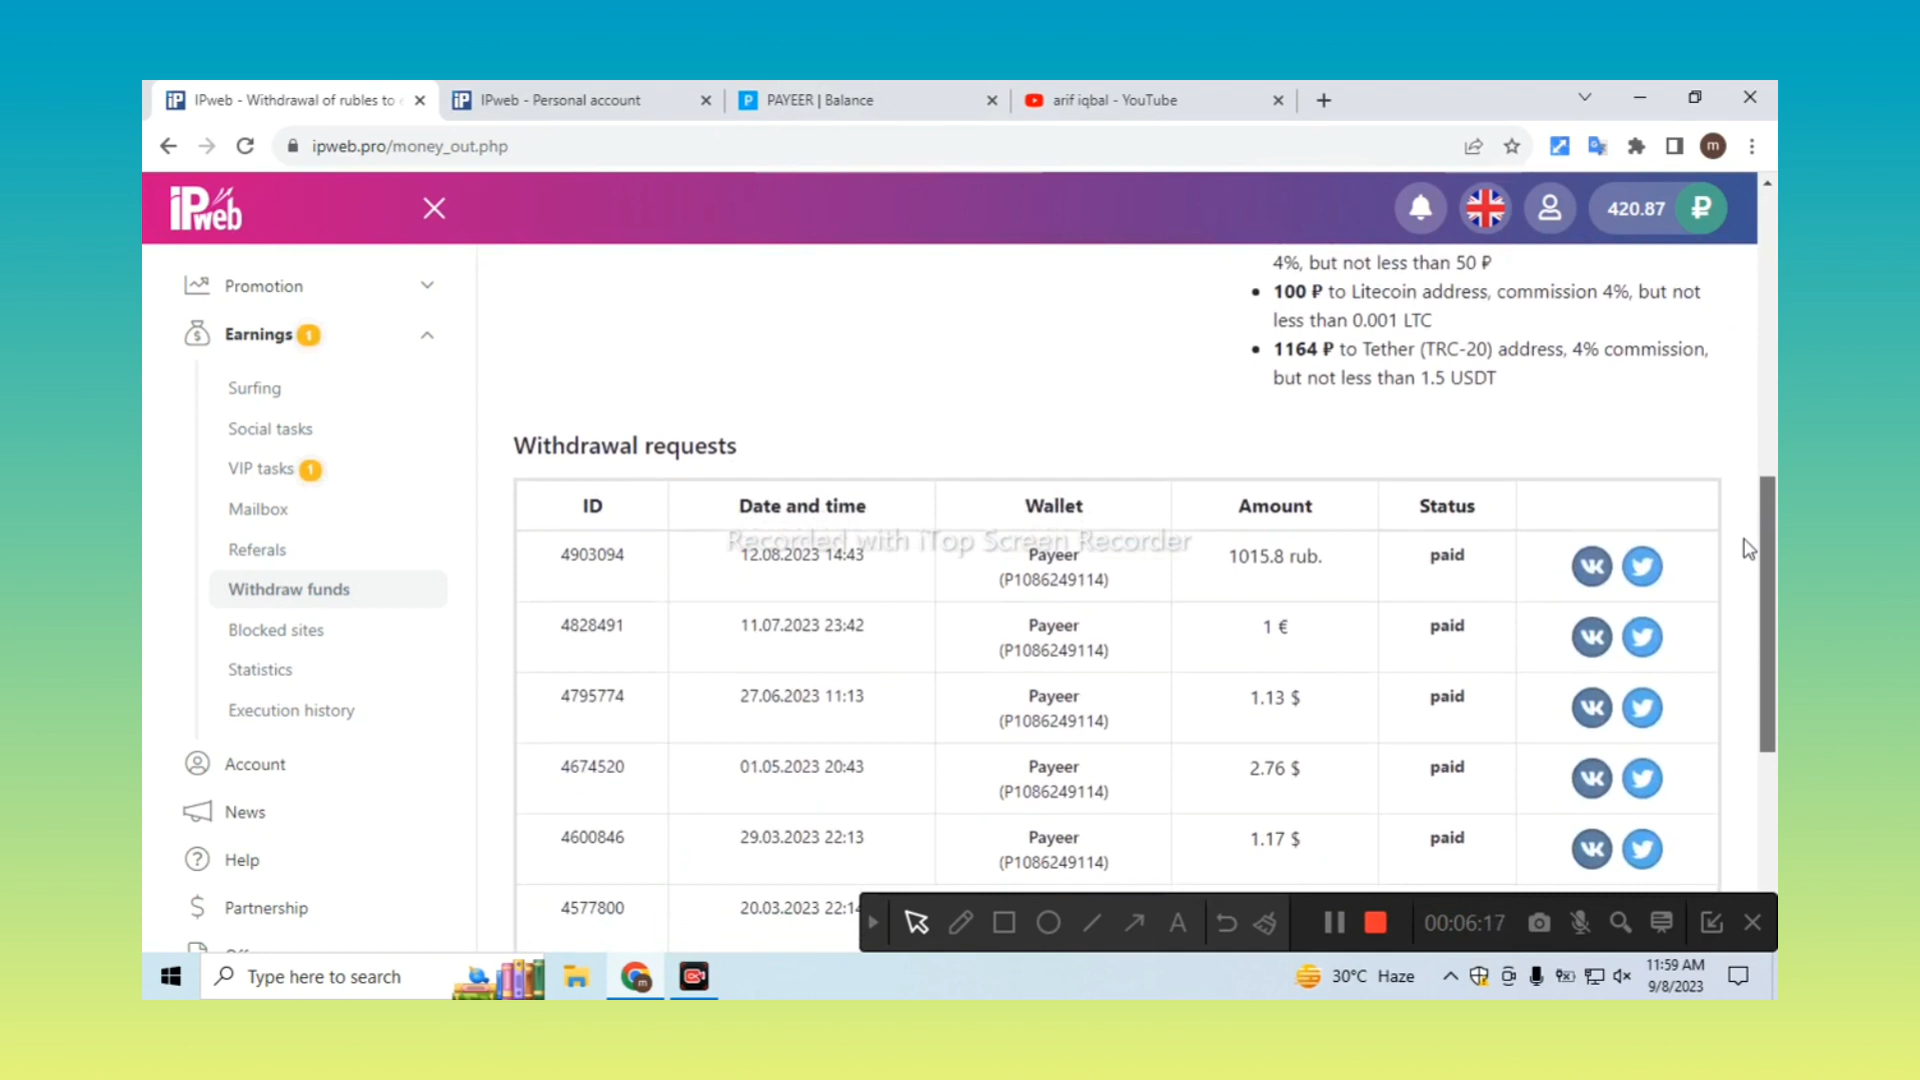 IPweb - Withdrawal of rubles to
IPweb - Personal account
PAYEER | Balance
arif iqbal - YouTube
ipweb.pro/money_out.php
m
iPweb
420.87 ₽
Promotion
Earnings 1
Surfing
Social tasks
VIP tasks 1
Mailbox
Referals
Withdraw funds
Blocked sites
Statistics
Execution history
Account
News
Help
Partnership
4%, but not less than 50 ₽
100 ₽ to Litecoin address, commission 4%, but not
less than 0.001 LTC
1164 ₽ to Tether (TRC-20) address, 4% commission,
but not less than 1.5 USDT
Withdrawal requests
ID Date and time Wallet Amount Status
Recorded with iTop Screen Recorder
4903094 12.08.2023 14:43 Payeer 1015.8 rub. paid
(P1086249114)
4828491 11.07.2023 23:42 Payeer 1 € paid
(P1086249114)
4795774 27.06.2023 11:13 Payeer 1.13 $ paid
(P1086249114)
4674520 01.05.2023 20:43 Payeer 2.76 $ paid
(P1086249114)
4600846 29.03.2023 22:13 Payeer 1.17 $ paid
(P1086249114)
4577800 20.03.2023 22:14
A
00:06:17
Type here to search
m
30°C Haze
11:59 AM
9/8/2023